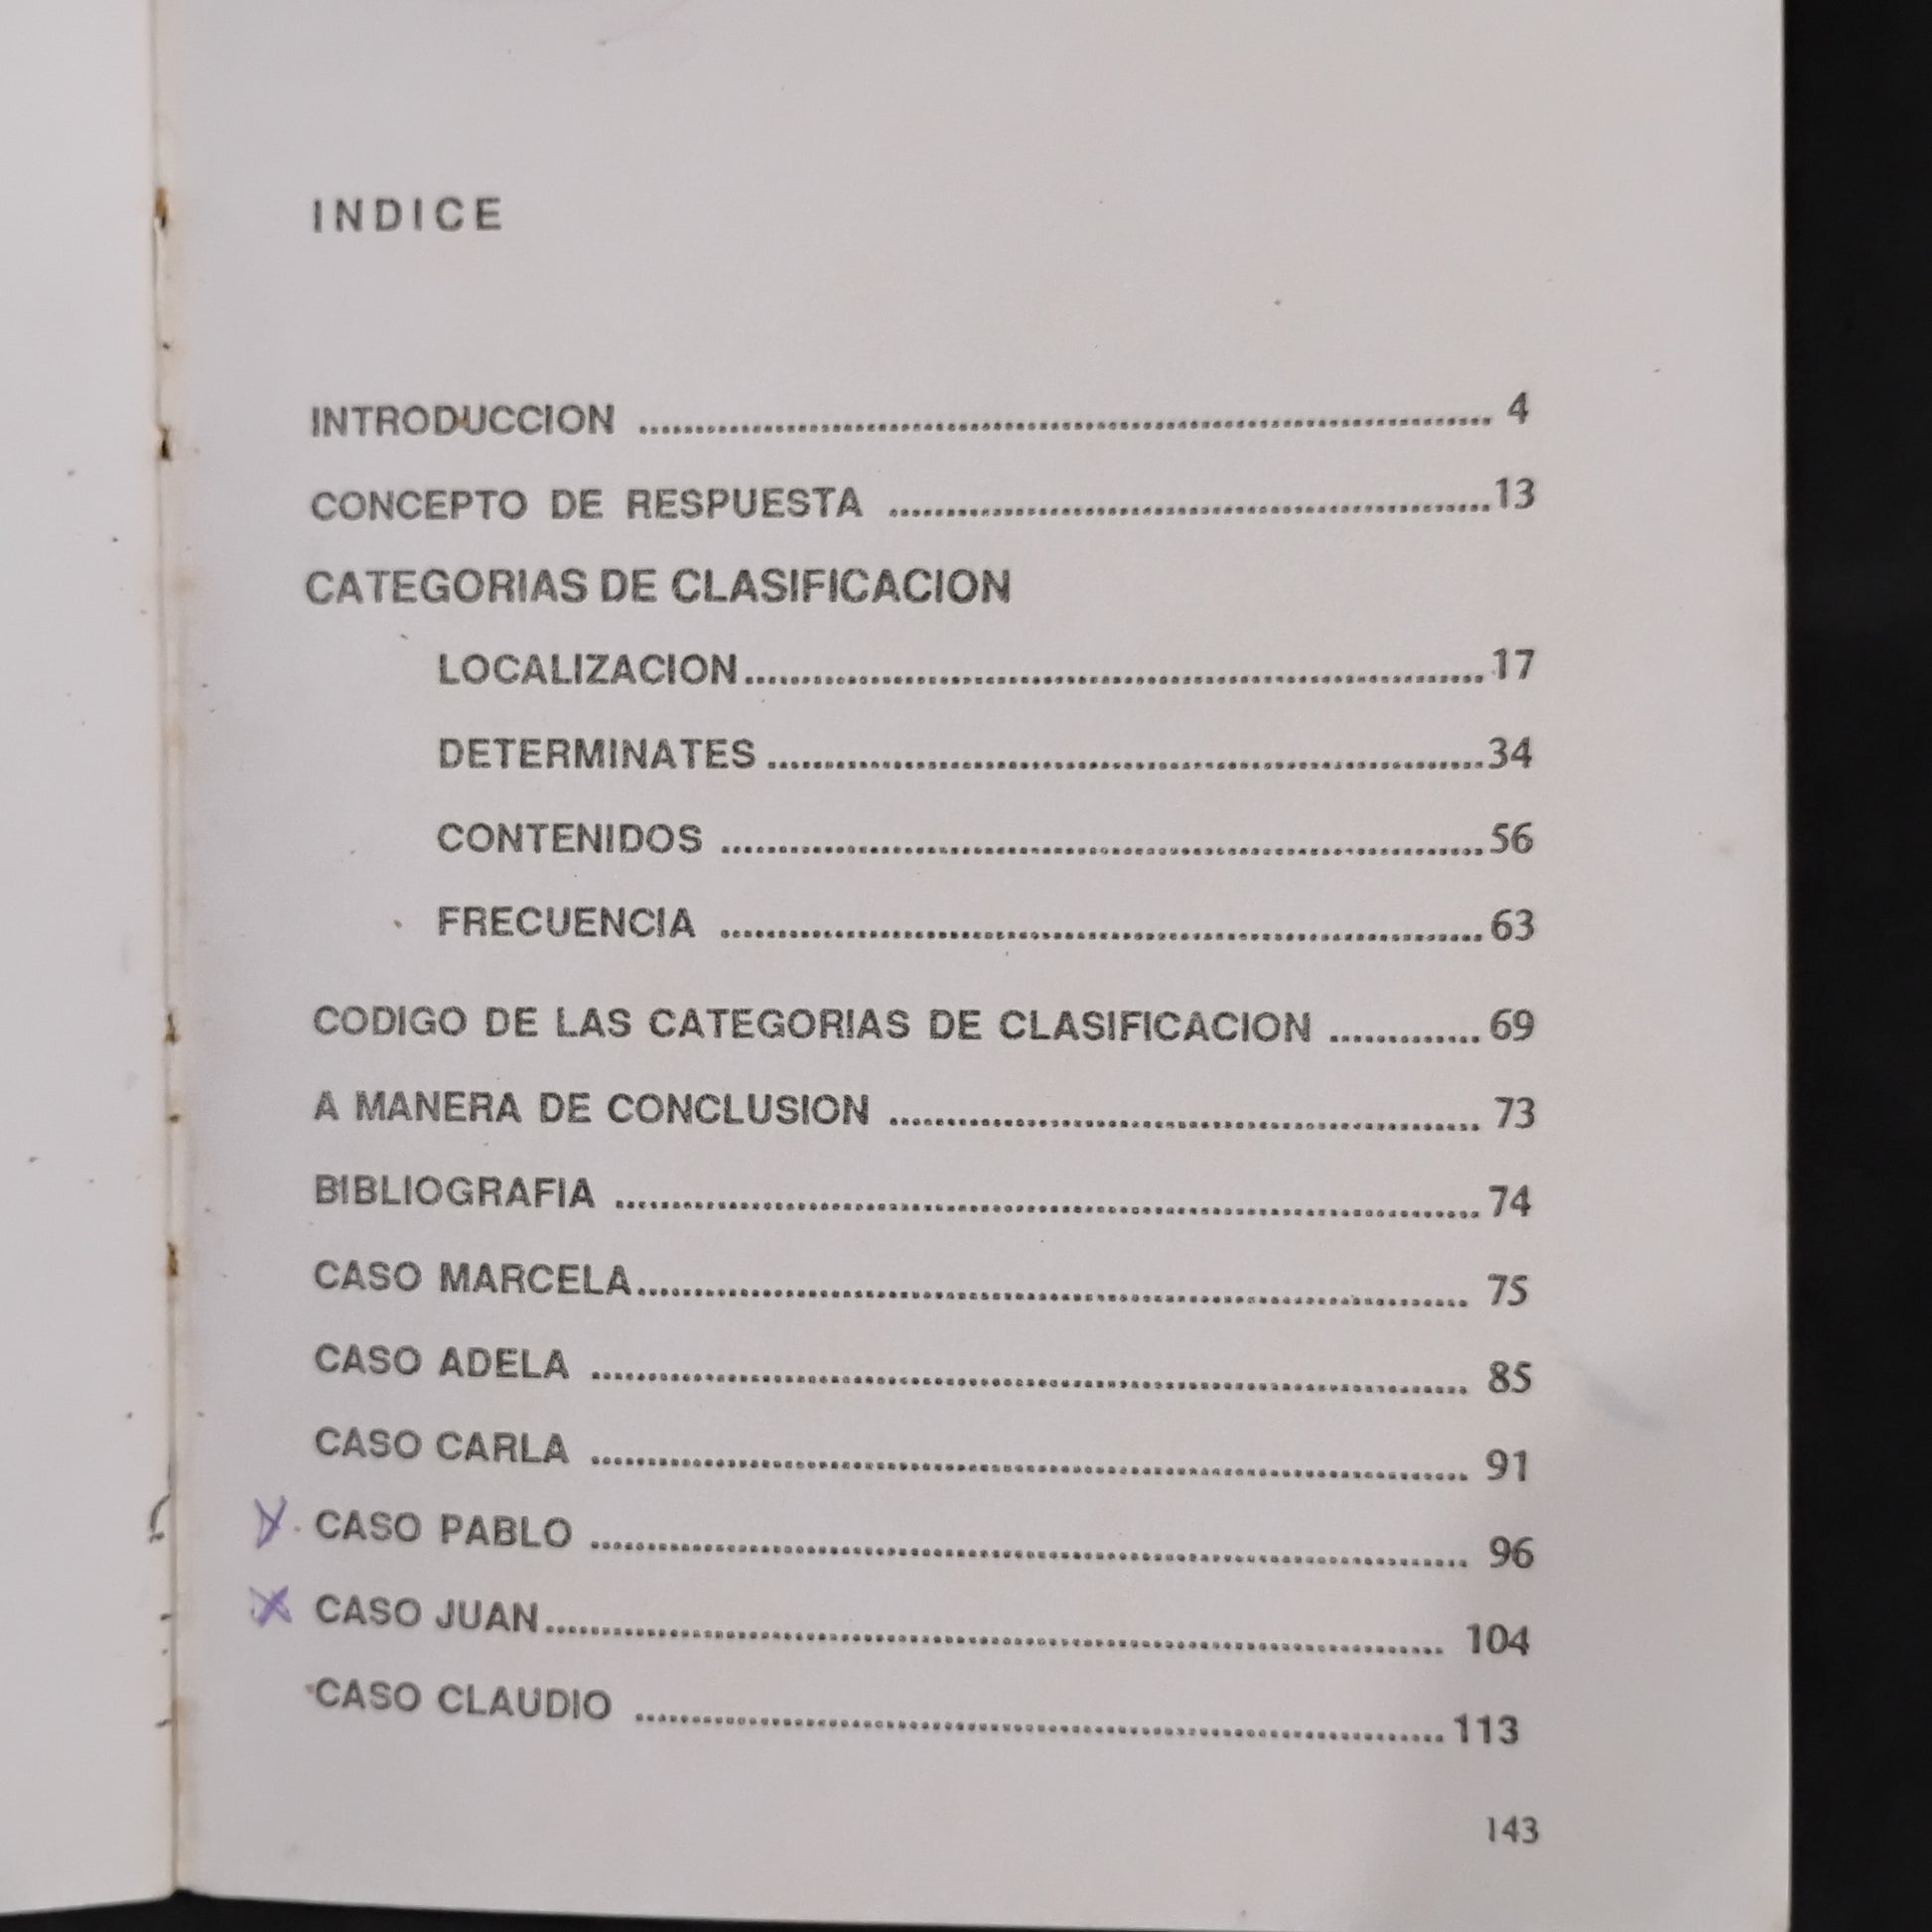 INDICE
INTRODUCCION ........................ 4
CONCEPTO DE RESPUESTA ........................13
CATEGORIAS DE CLASIFICACION
LOCALIZACION........................17
DETERMINATES ........................34
CONTENIDOS ........................56
FRECUENCIA ........................63
CODIGO DE LAS CATEGORIAS DE CLASIFICACION ............. 69
A MANERA DE CONCLUSION ........................ 73
BIBLIOGRAFIA ........................74
CASO MARCELA........................ 75
CASO ADELA ........................ 85
CASO CARLA ........................ 91
X CASO PABLO ........................ 96
X CASO JUAN........................ 104
CASO CLAUDIO ........................113
143